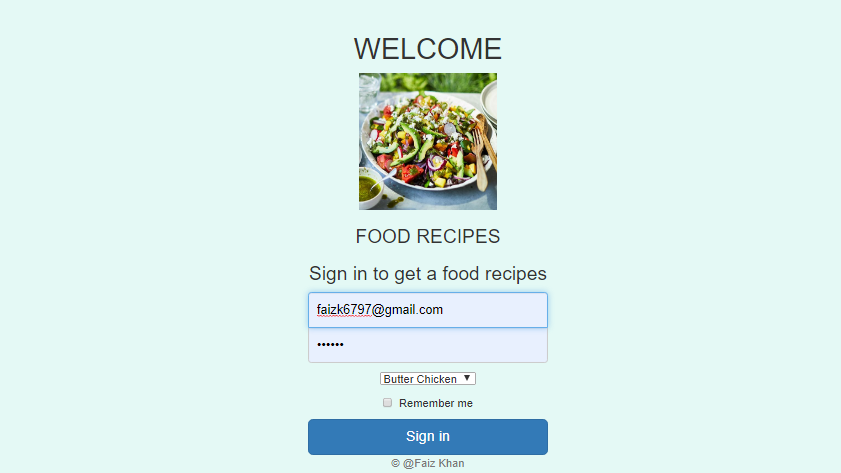 WELCOME
FOOD RECIPES
Sign in to get a food recipes
faizk6797@gmail.com
••••••
Butter Chicken ▼
Remember me
Sign in
© @Faiz Khan